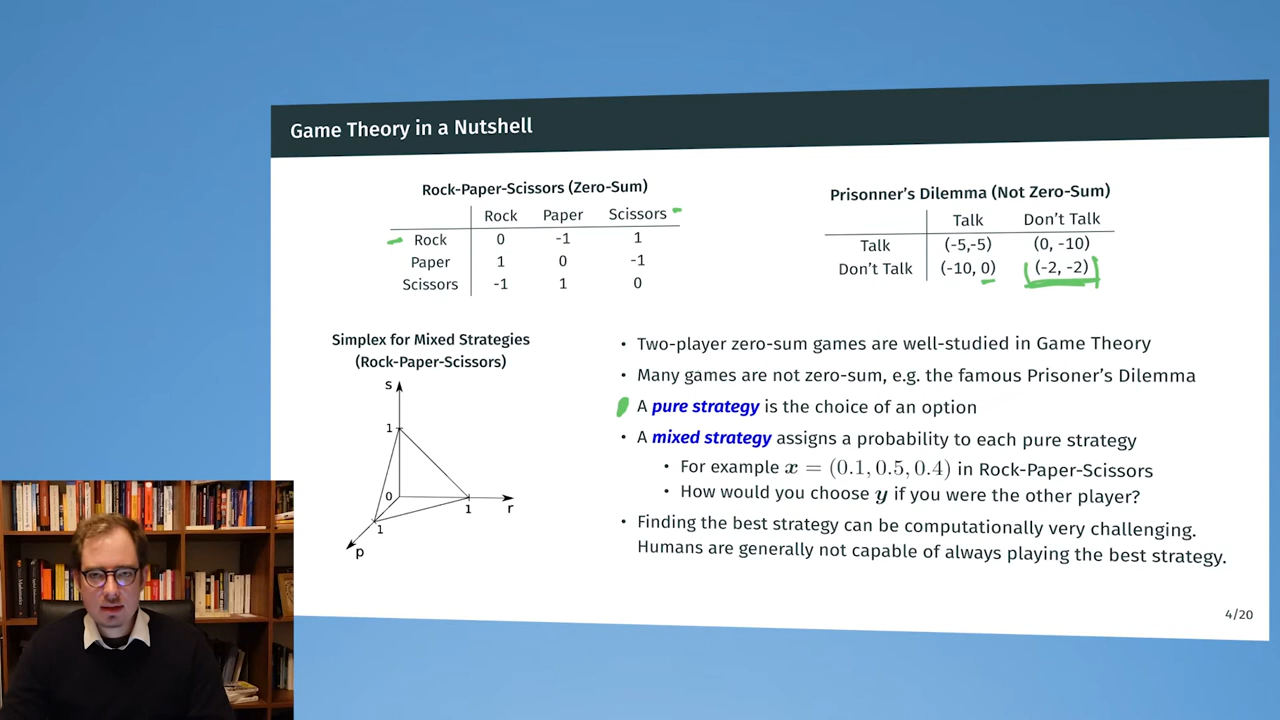 Game Theory in a Nutshell
Rock-Paper-Scissors (Zero-Sum)
Rock Paper Scissors
Rock 0 -1 1
Paper 1 0 -1
Scissors -1 1 0
Prisonner's Dilemma (Not Zero-Sum)
Talk Don't Talk
Talk (-5,-5) (0, -10)
Don't Talk (-10, 0) (-2, -2)
Simplex for Mixed Strategies
(Rock-Paper-Scissors)
s
1
0
1
r
1
p
• Two-player zero-sum games are well-studied in Game Theory
• Many games are not zero-sum, e.g. the famous Prisoner's Dilemma
A pure strategy is the choice of an option
• A mixed strategy assigns a probability to each pure strategy
• For example x = (0.1, 0.5, 0.4) in Rock-Paper-Scissors
• How would you choose y if you were the other player?
• Finding the best strategy can be computationally very challenging.
Humans are generally not capable of always playing the best strategy.
4/20